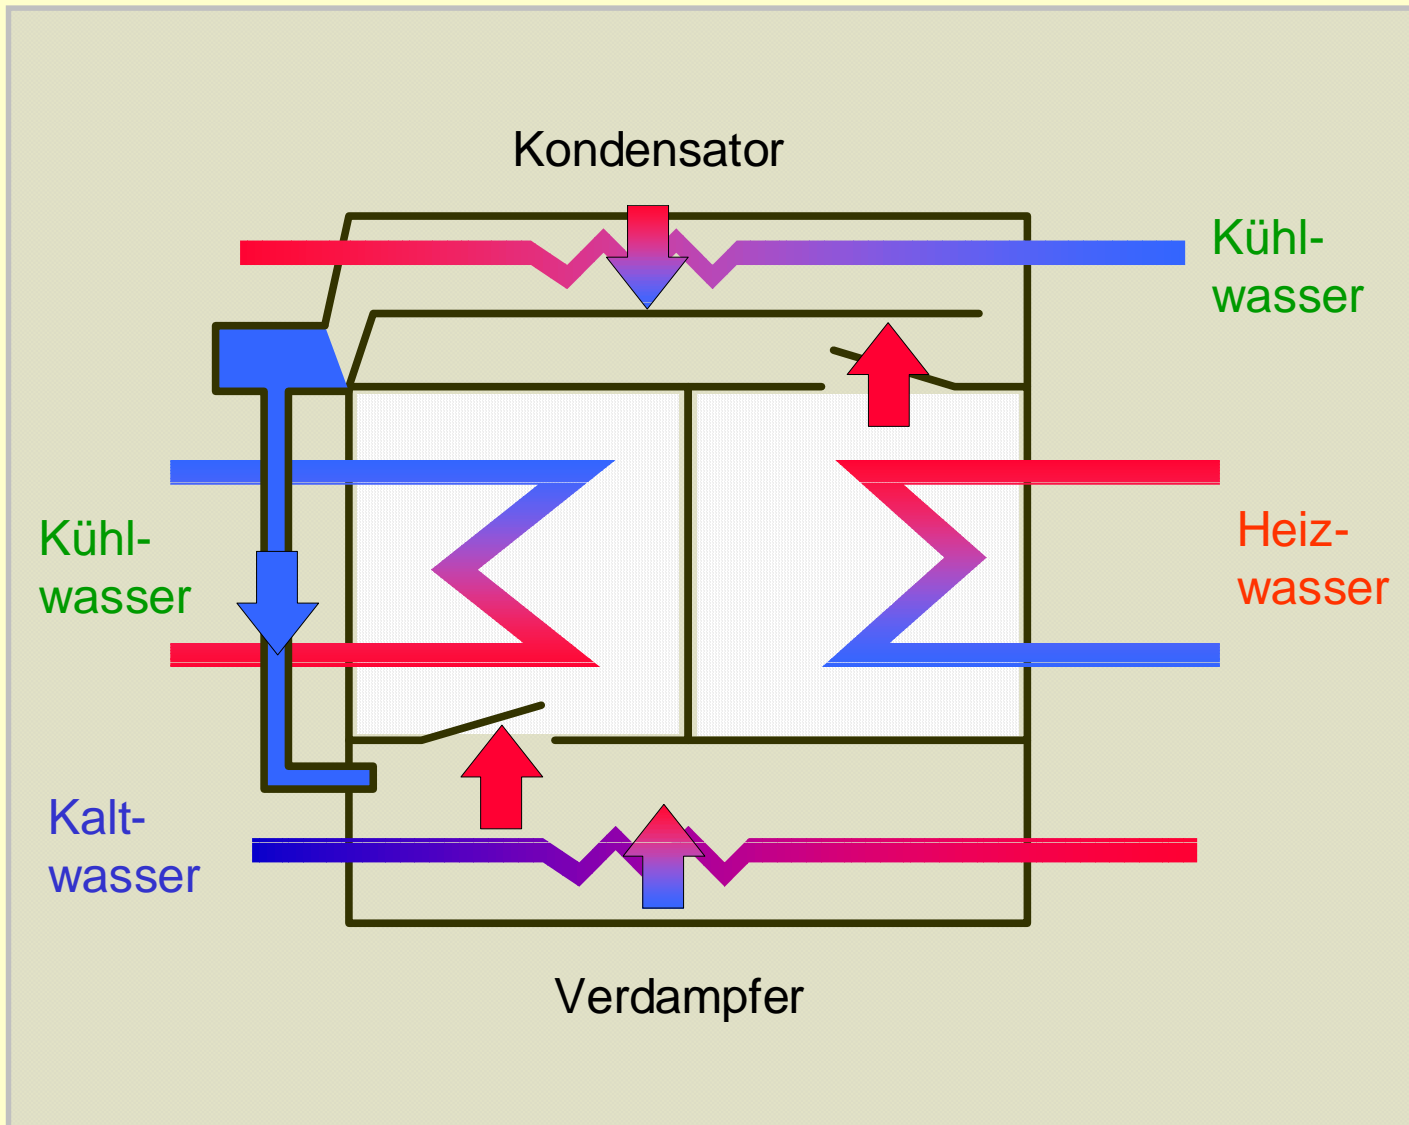 Kondensator
Kühl-
wasser
Kühl-
wasser
Heiz-
wasser
Kalt-
wasser
Verdampfer